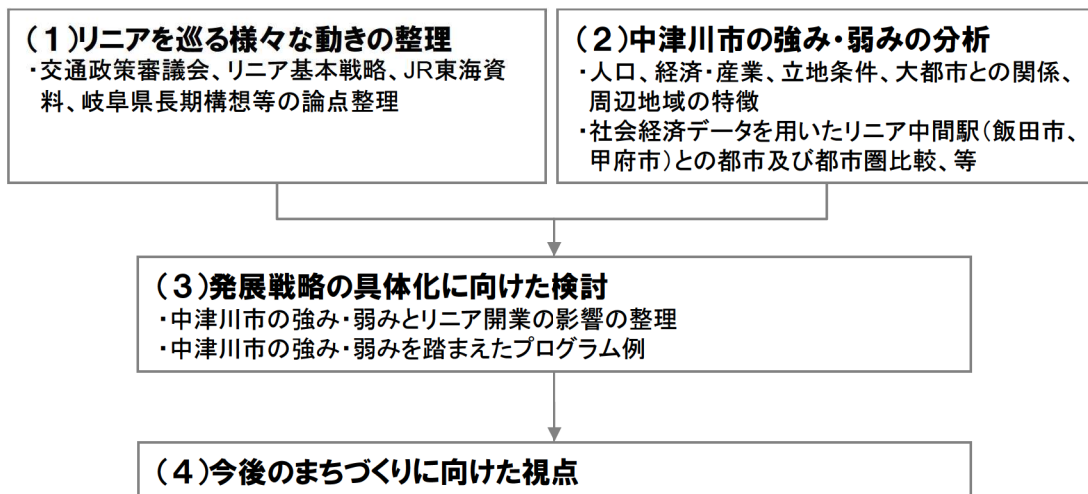 (1)リニアを巡る様々な動きの整理
・交通政策審議会、リニア基本戦略、JR東海資
料、岐阜県長期構想等の論点整理
(2)中津川市の強み・弱みの分析
・人口、経済・産業、立地条件、大都市との関係、
周辺地域の特徴
・社会経済データを用いたリニア中間駅(飯田市、
甲府市)との都市及び都市圏比較、等
(3)発展戦略の具体化に向けた検討
・中津川市の強み・弱みとリニア開業の影響の整理
・中津川市の強み・弱みを踏まえたプログラム例
(4)今後のまちづくりに向けた視点